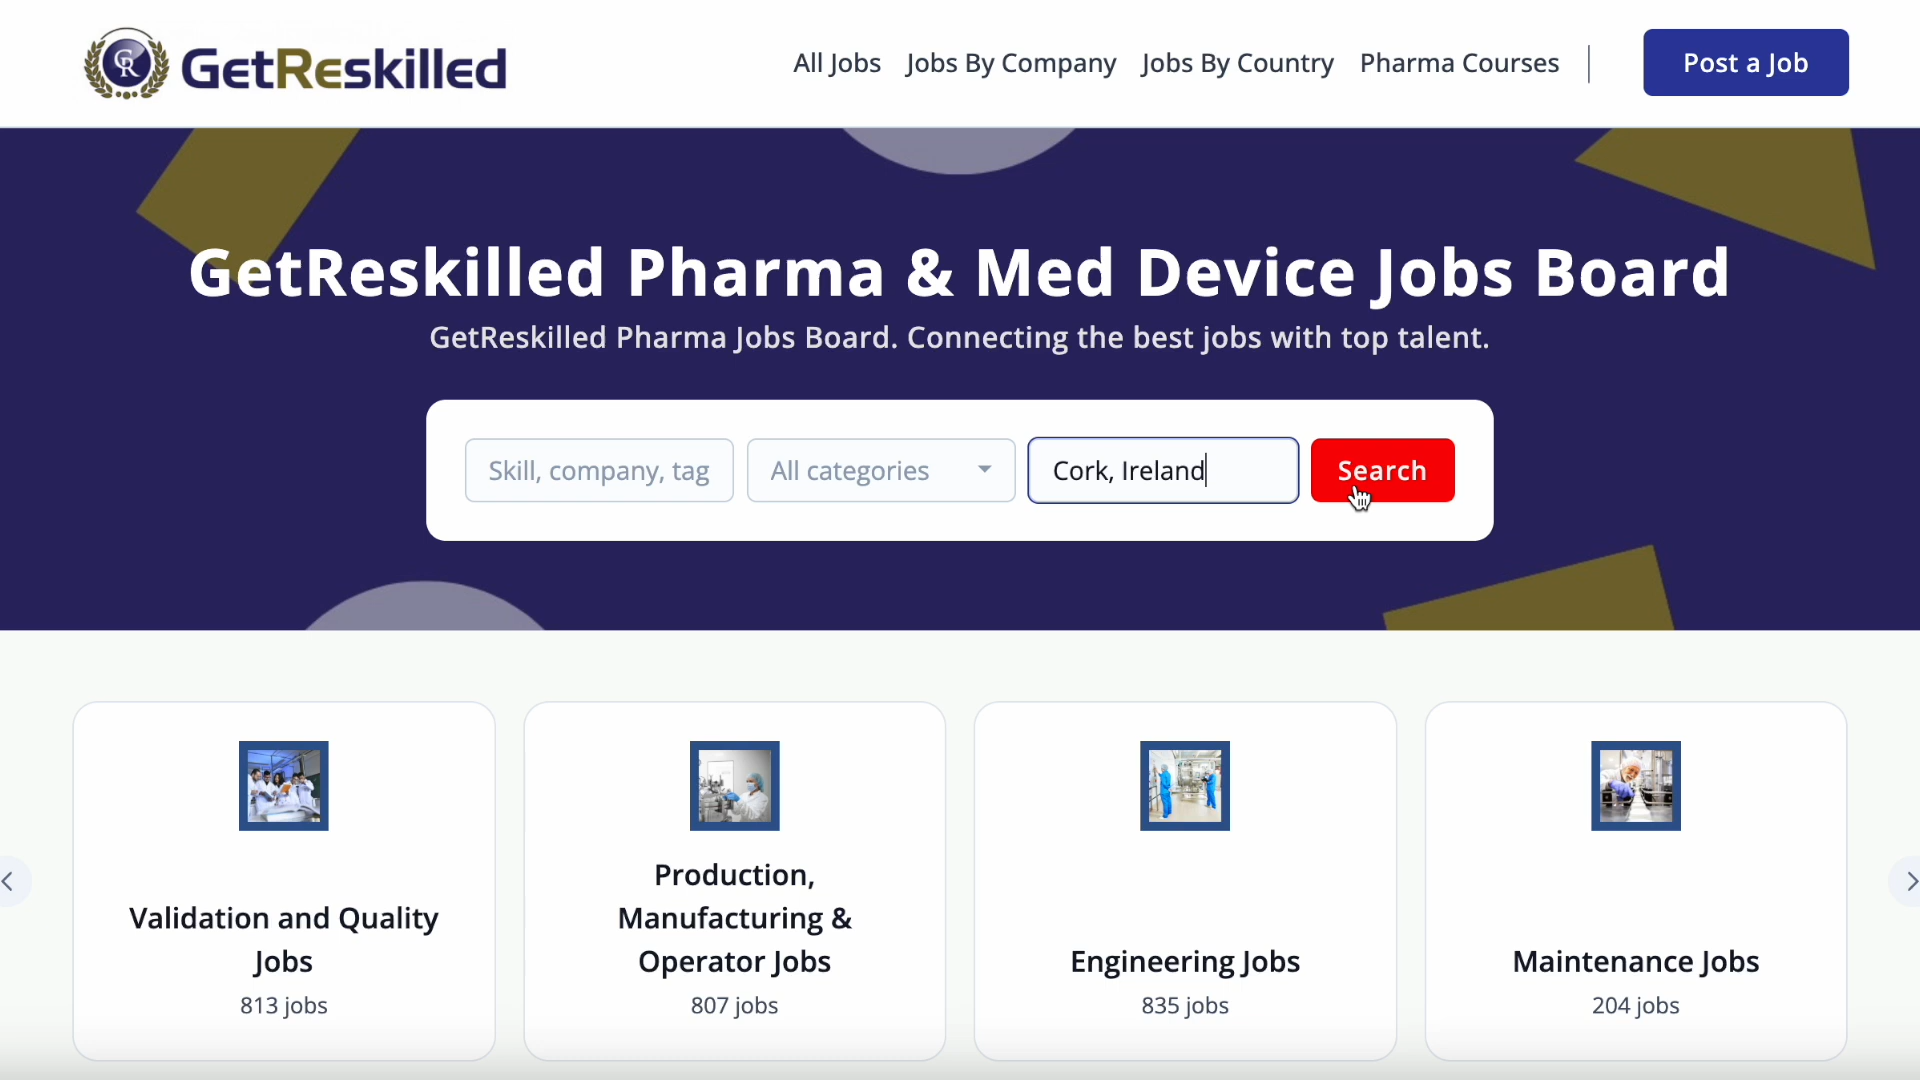 GR GetReskilled
All Jobs Jobs By Company Jobs By Country Pharma Courses Post a Job
GetReskilled Pharma & Med Device Jobs Board
GetReskilled Pharma Jobs Board. Connecting the best jobs with top talent.
Skill, company, tag All categories Cork, Ireland Search
Validation and Quality
Jobs
813 jobs
Production,
Manufacturing &
Operator Jobs
807 jobs
Engineering Jobs
835 jobs
Maintenance Jobs
204 jobs